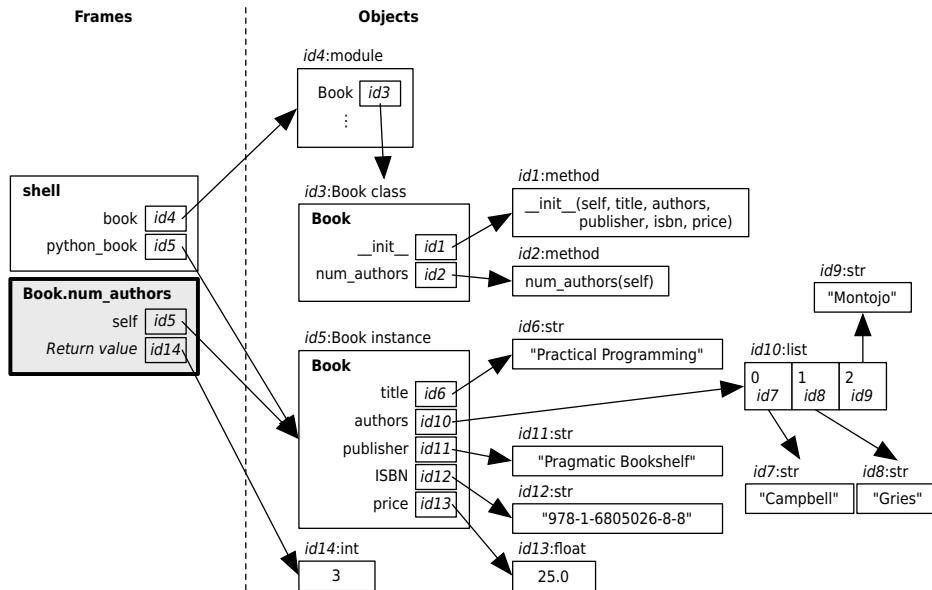 Frames
Objects
id4:module
Book id3
⋮
shell
book id4
python_book id5
Book.num_authors
self id5
Return value id14
id3:Book class
Book
__init__ id1
num_authors id2
id1:method
__init__(self, title, authors,
publisher, isbn, price)
id2:method
num_authors(self)
id5:Book instance
Book
title id6
authors id10
publisher id11
ISBN id12
price id13
id6:str
"Practical Programming"
id9:str
"Montojo"
id10:list
0 1 2
id7 id8 id9
id11:str
"Pragmatic Bookshelf"
id7:str
"Campbell"
id8:str
"Gries"
id12:str
"978-1-6805026-8-8"
id14:int
3
id13:float
25.0